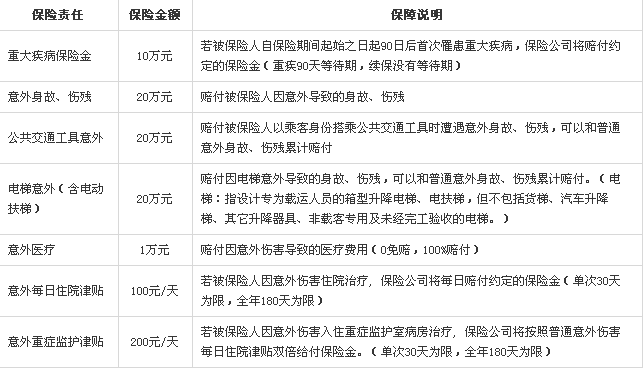 保险责任 保险金额 保障说明
重大疾病保险金 10万元 若被保险人自保险期间起始之日起90日后首次罹患重大疾病，保险公司将赔付约
定的保险金（重疾90天等待期，续保没有等待期）
意外身故、伤残 20万元 赔付被保险人因意外导致的身故、伤残
公共交通工具意外 20万元 赔付被保险人以乘客身份搭乘公共交通工具时遭遇意外身故、伤残，可以和普通
意外身故、伤残累计赔付
电梯意外（含电动
扶梯） 20万元 赔付因电梯意外导致的身故、伤残，可以和普通意外身故、伤残累计赔付。（电
梯：指设计专为载运人员的箱型升降电梯、电扶梯，但不包括货梯、汽车升降
梯、其它升降器具、非载客专用及未经完工验收的电梯。）
意外医疗 1万元 赔付因意外伤害导致的医疗费用（0免赔，100%赔付）
意外每日住院津贴 100元/天 若被保险人因意外伤害住院治疗，保险公司将每日赔付约定的保险金（单次30天
为限，全年180天为限）
意外重症监护津贴 200元/天 若被保险人因意外伤害入住重症监护室病房治疗，保险公司将按照普通意外伤害
每日住院津贴双倍给付保险金。（单次30天为限，全年180天为限）